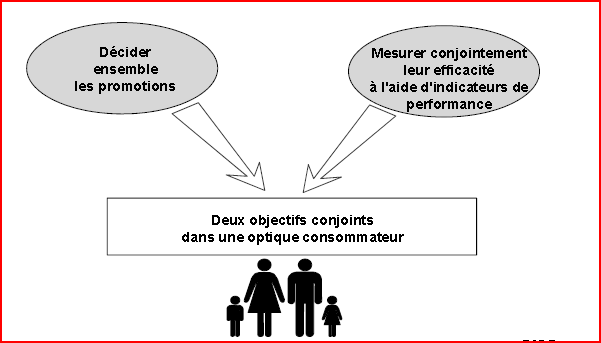 Décider
ensemble
les promotions
Mesurer conjointement
leur efficacité
à l'aide d'indicateurs de
performance
Deux objectifs conjoints
dans une optique consommateur